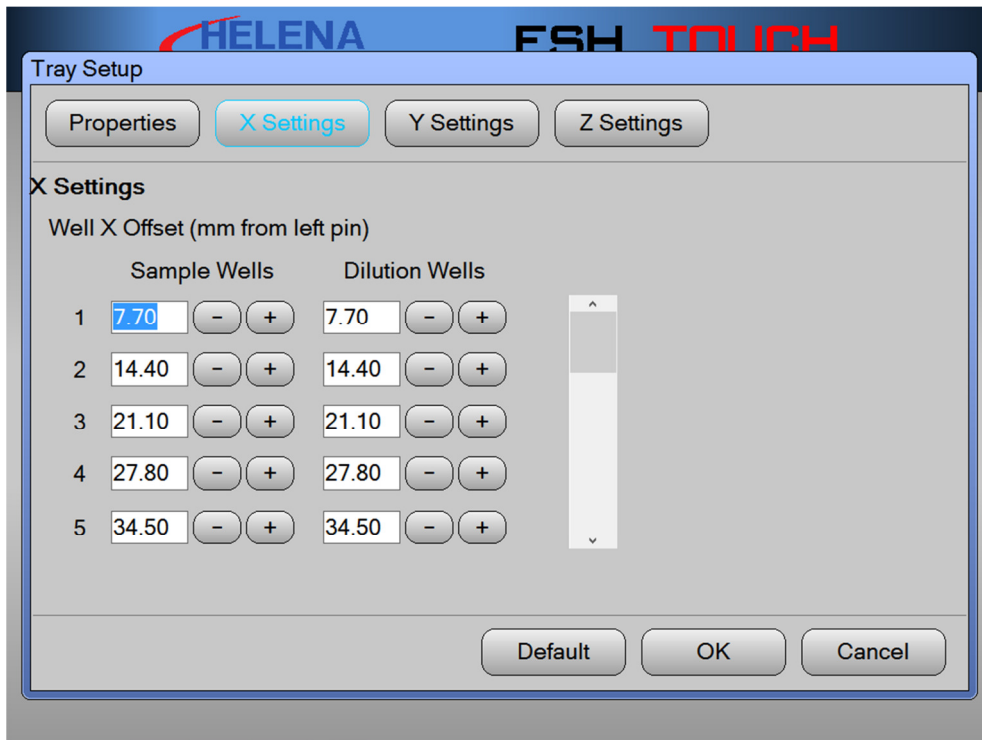 HELENA
Tray Setup
Properties X Settings Y Settings Z Settings
X Settings
Well X Offset (mm from left pin)
Sample Wells Dilution Wells
1 7.70 - + 7.70 - +
2 14.40 - + 14.40 - +
3 21.10 - + 21.10 - +
4 27.80 - + 27.80 - +
5 34.50 - + 34.50 - +
Default OK Cancel